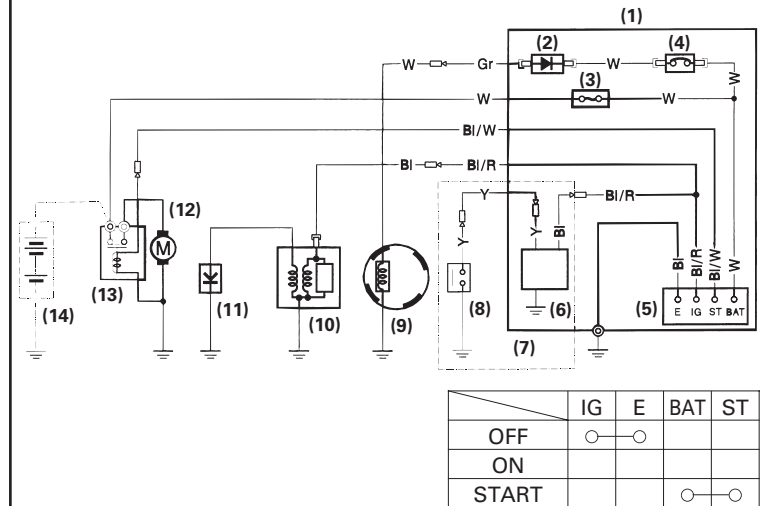 (1)
(2)
(4)
W
Gr
W
W
(3)
W
W
Bl/W
Bl
Bl/R
Y
Bl/R
Bl
Y
Y
(12)
M
(13)
(14)
(11)
(10)
(9)
(8)
(6)
(7)
Bl
Bl/R
Bl/W
W
(5)
E IG ST BAT
IG E BAT ST
OFF
ON
START